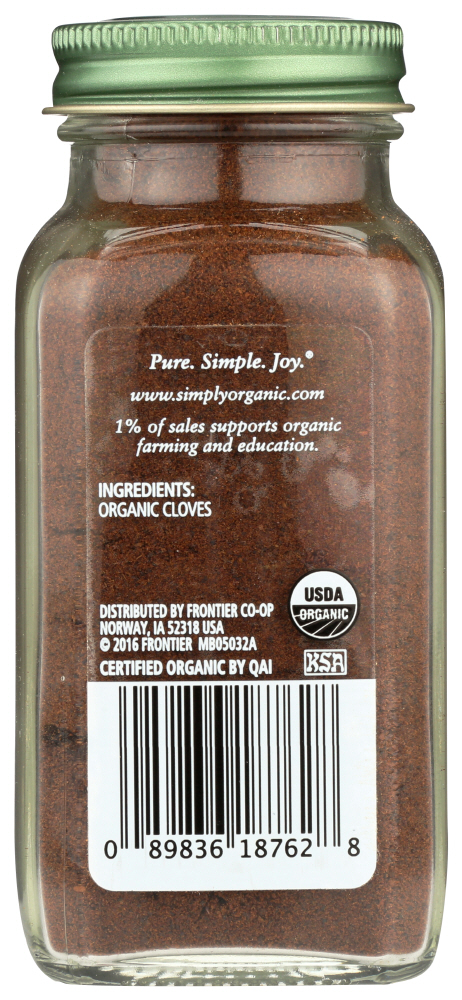 Pure. Simple. Joy.®
www.simplyorganic.com
1% of sales supports organic
farming and education.
INGREDIENTS:
ORGANIC CLOVES
USDA
ORGANIC
DISTRIBUTED BY FRONTIER CO-OP
NORWAY, IA 52318 USA
© 2016 FRONTIER MB05032A
CERTIFIED ORGANIC BY QAI
KSA
0 89836 18762 8